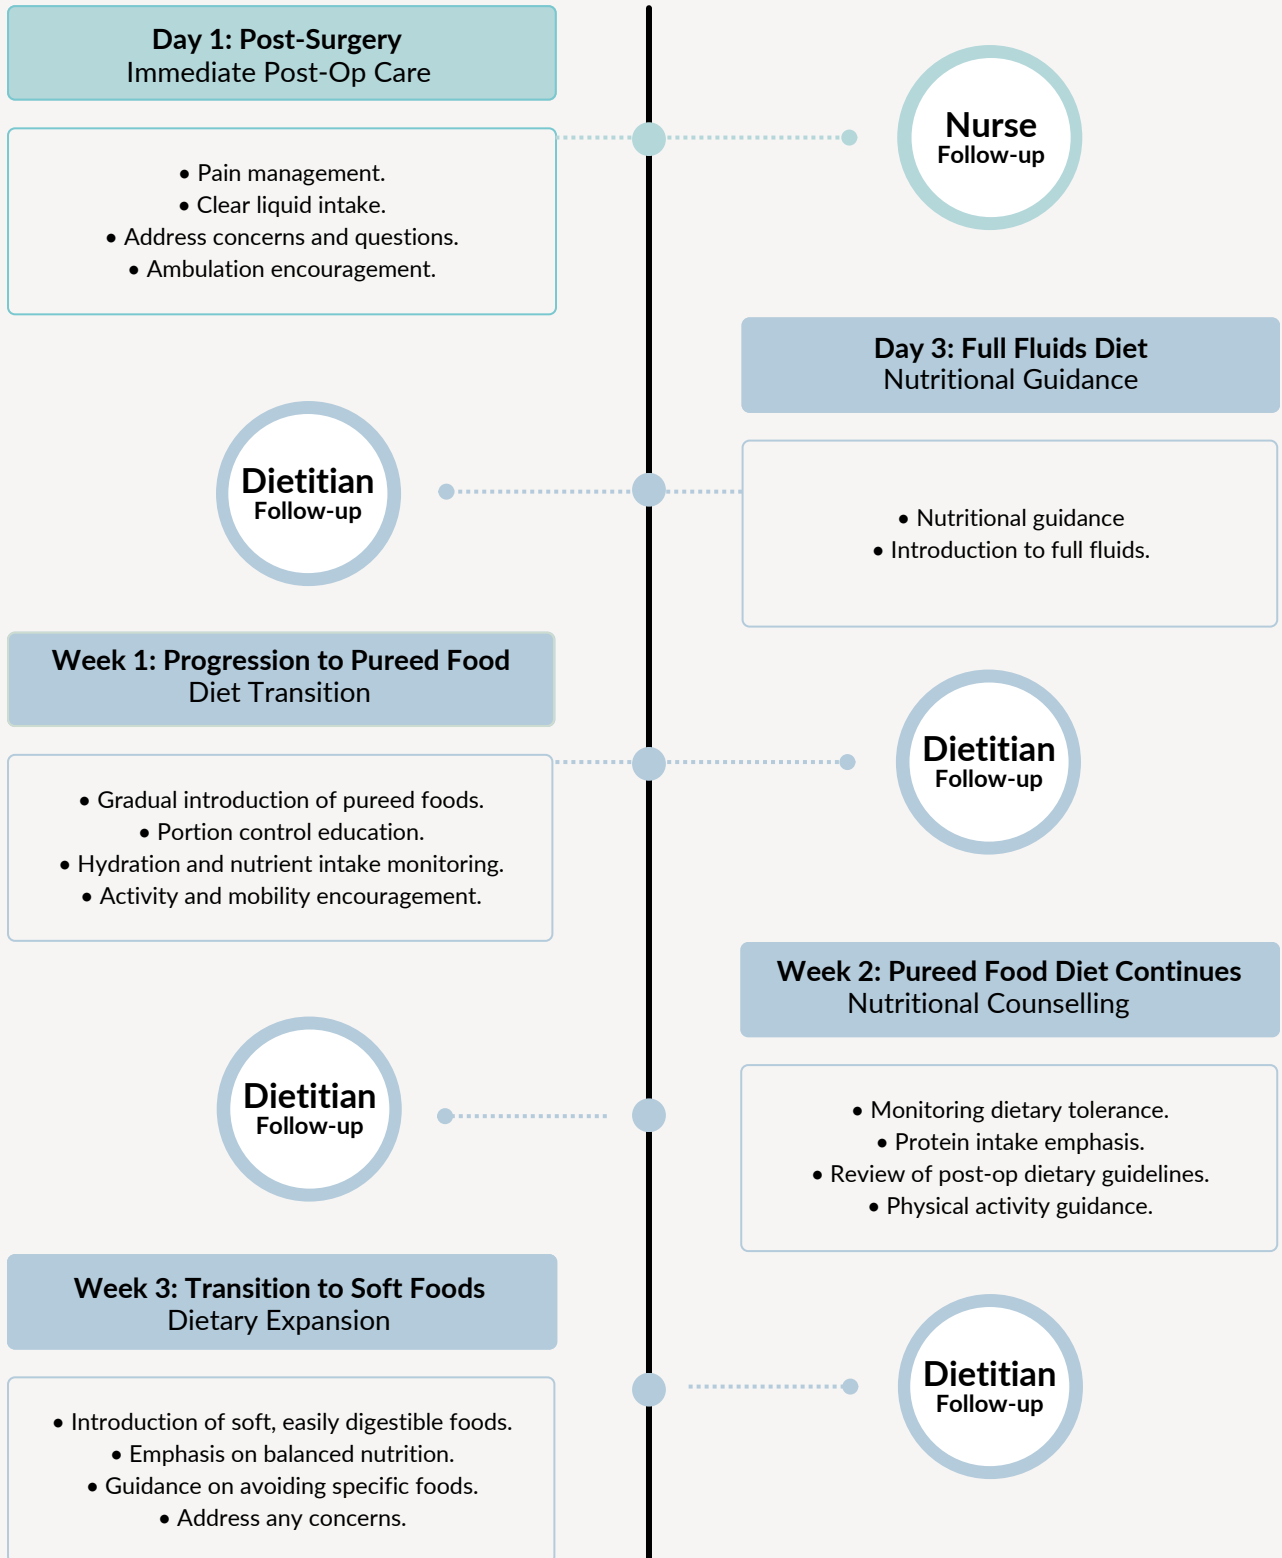 Day 1: Post-Surgery
Immediate Post-Op Care
• Pain management.
• Clear liquid intake.
• Address concerns and questions.
• Ambulation encouragement.
Nurse
Follow-up
Day 3: Full Fluids Diet
Nutritional Guidance
• Nutritional guidance
• Introduction to full fluids.
Dietitian
Follow-up
Week 1: Progression to Pureed Food
Diet Transition
• Gradual introduction of pureed foods.
• Portion control education.
• Hydration and nutrient intake monitoring.
• Activity and mobility encouragement.
Dietitian
Follow-up
Week 2: Pureed Food Diet Continues
Nutritional Counselling
• Monitoring dietary tolerance.
• Protein intake emphasis.
• Review of post-op dietary guidelines.
• Physical activity guidance.
Dietitian
Follow-up
Week 3: Transition to Soft Foods
Dietary Expansion
• Introduction of soft, easily digestible foods.
• Emphasis on balanced nutrition.
• Guidance on avoiding specific foods.
• Address any concerns.
Dietitian
Follow-up